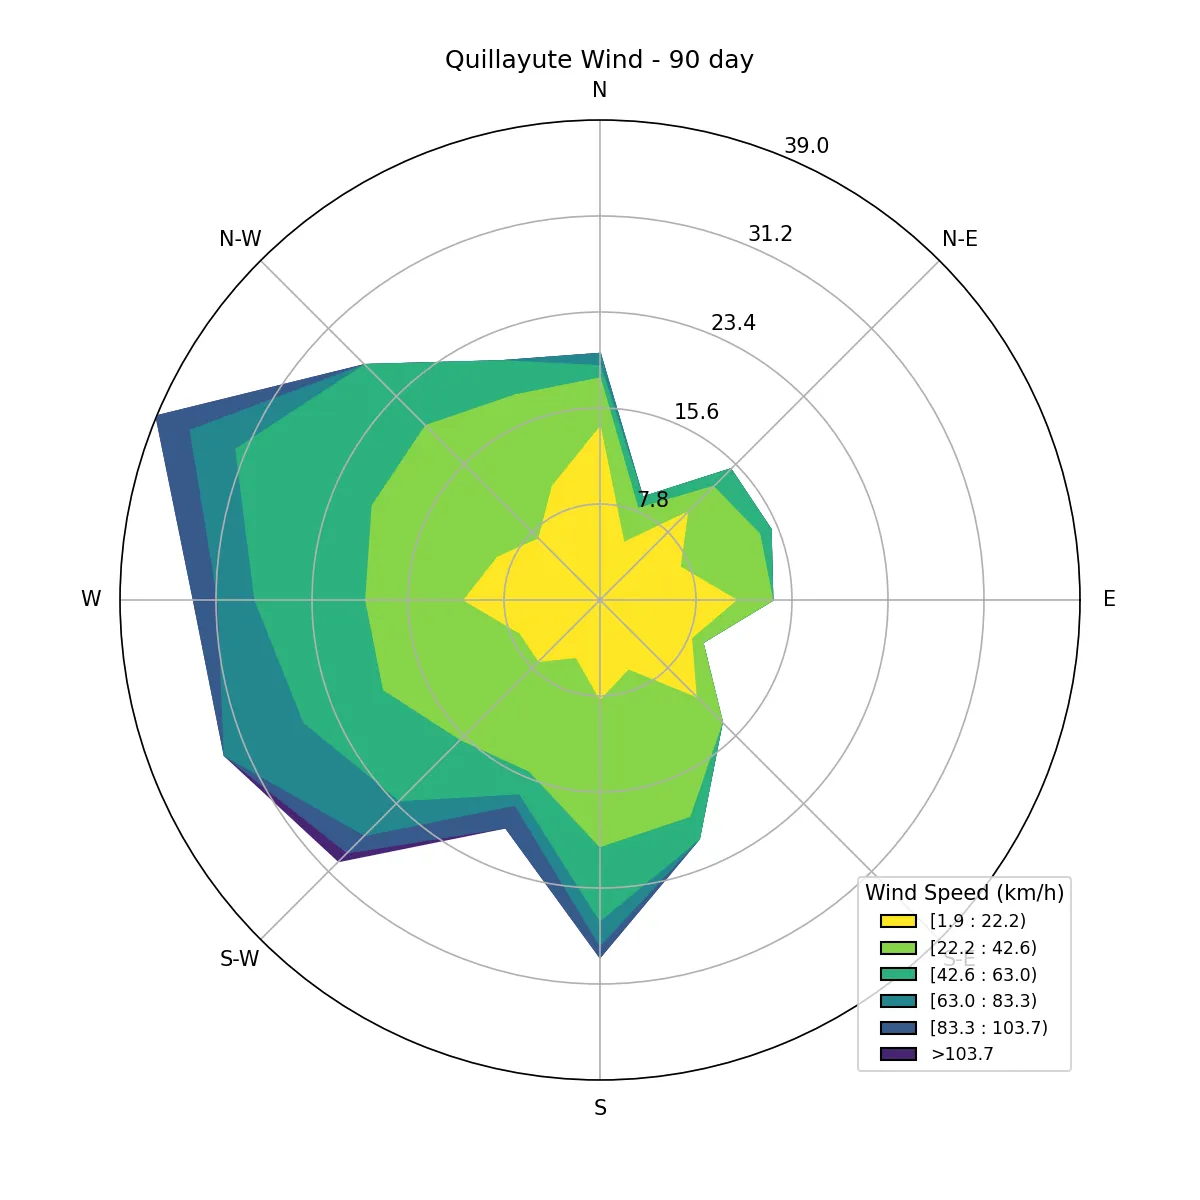 Quillayute Wind - 90 day
N
39.0
31.2
N-W
N-E
23.4
15.6
7.8
W
E
Wind Speed (km/h)
[1.9 : 22.2)
[22.2 : 42.6)
S-W
S-E
[42.6 : 63.0)
[63.0 : 83.3)
[83.3 : 103.7)
>103.7
S